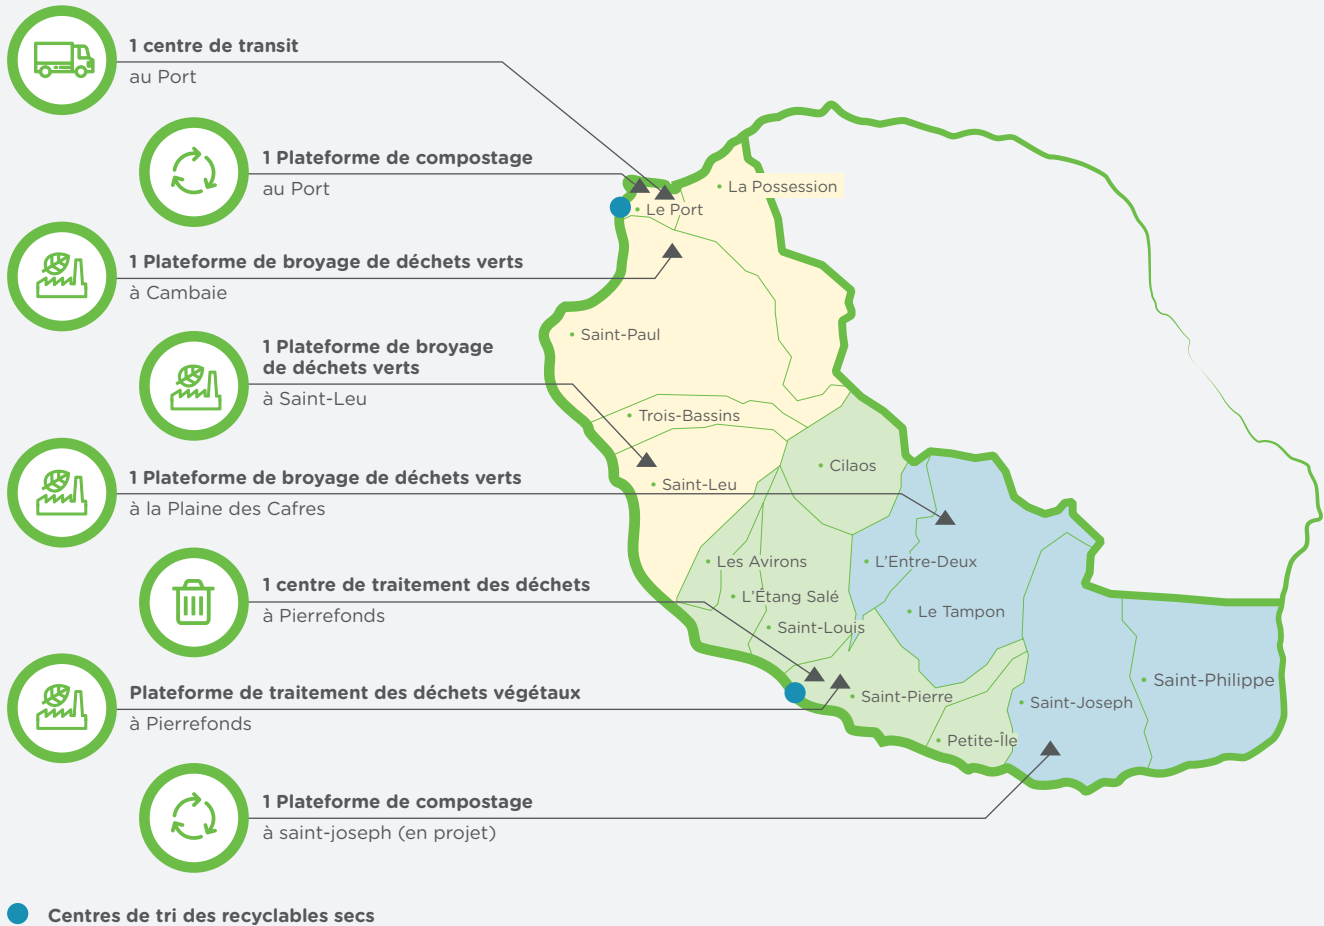 1 centre de transit
au Port
1 Plateforme de compostage
au Port
1 Plateforme de broyage de déchets verts
à Cambaie
1 Plateforme de broyage
de déchets verts
à Saint-Leu
1 Plateforme de broyage de déchets verts
à la Plaine des Cafres
1 centre de traitement des déchets
à Pierrefonds
Plateforme de traitement des déchets végétaux
à Pierrefonds
1 Plateforme de compostage
à saint-joseph (en projet)
La Possession
Le Port
Saint-Paul
Trois-Bassins
Cilaos
Saint-Leu
Les Avirons
L'Entre-Deux
L'Étang Salé
Le Tampon
Saint-Louis
Saint-Philippe
Saint-Pierre
Saint-Joseph
Petite-Île
Centres de tri des recyclables secs